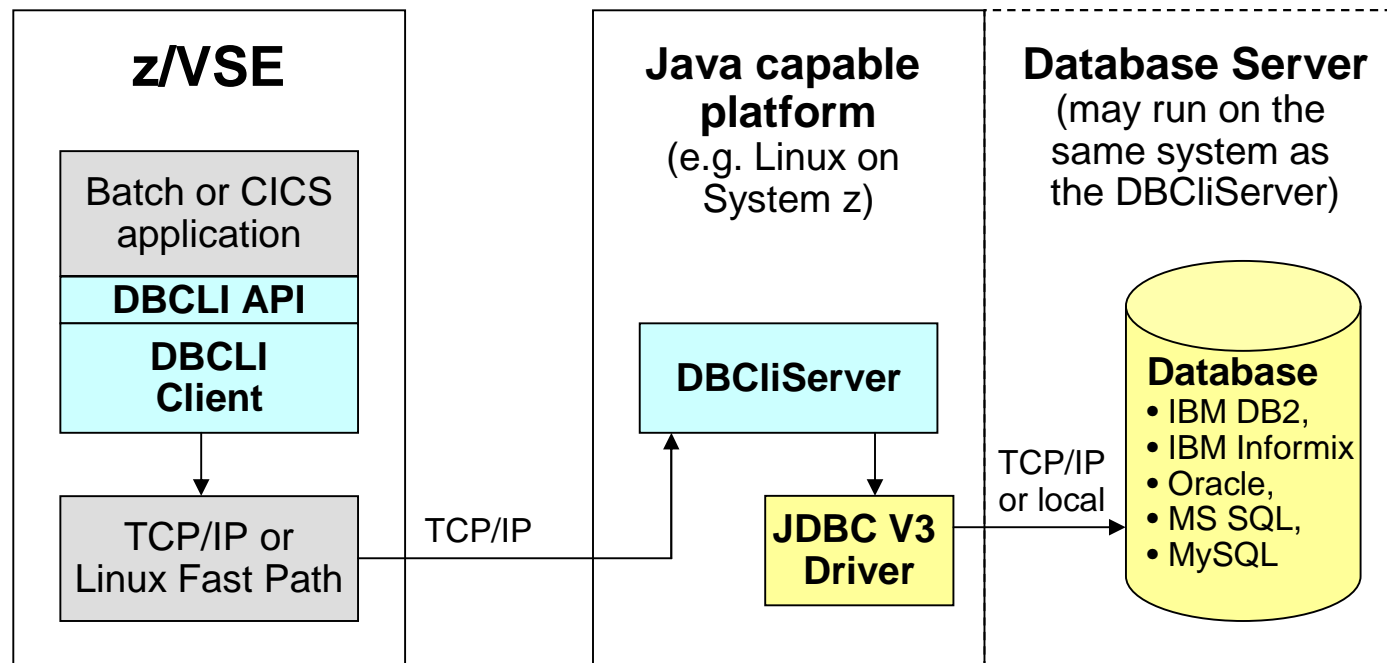 z/VSE
Batch or CICS
application
DBCLI API
DBCLI
Client
TCP/IP or
Linux Fast Path
TCP/IP
Java capable
platform
(e.g. Linux on
System z)
DBCliServer
JDBC V3
Driver
TCP/IP
or local
Database Server
(may run on the
same system as
the DBCliServer)
Database
• IBM DB2,
• IBM Informix
• Oracle,
• MS SQL,
• MySQL